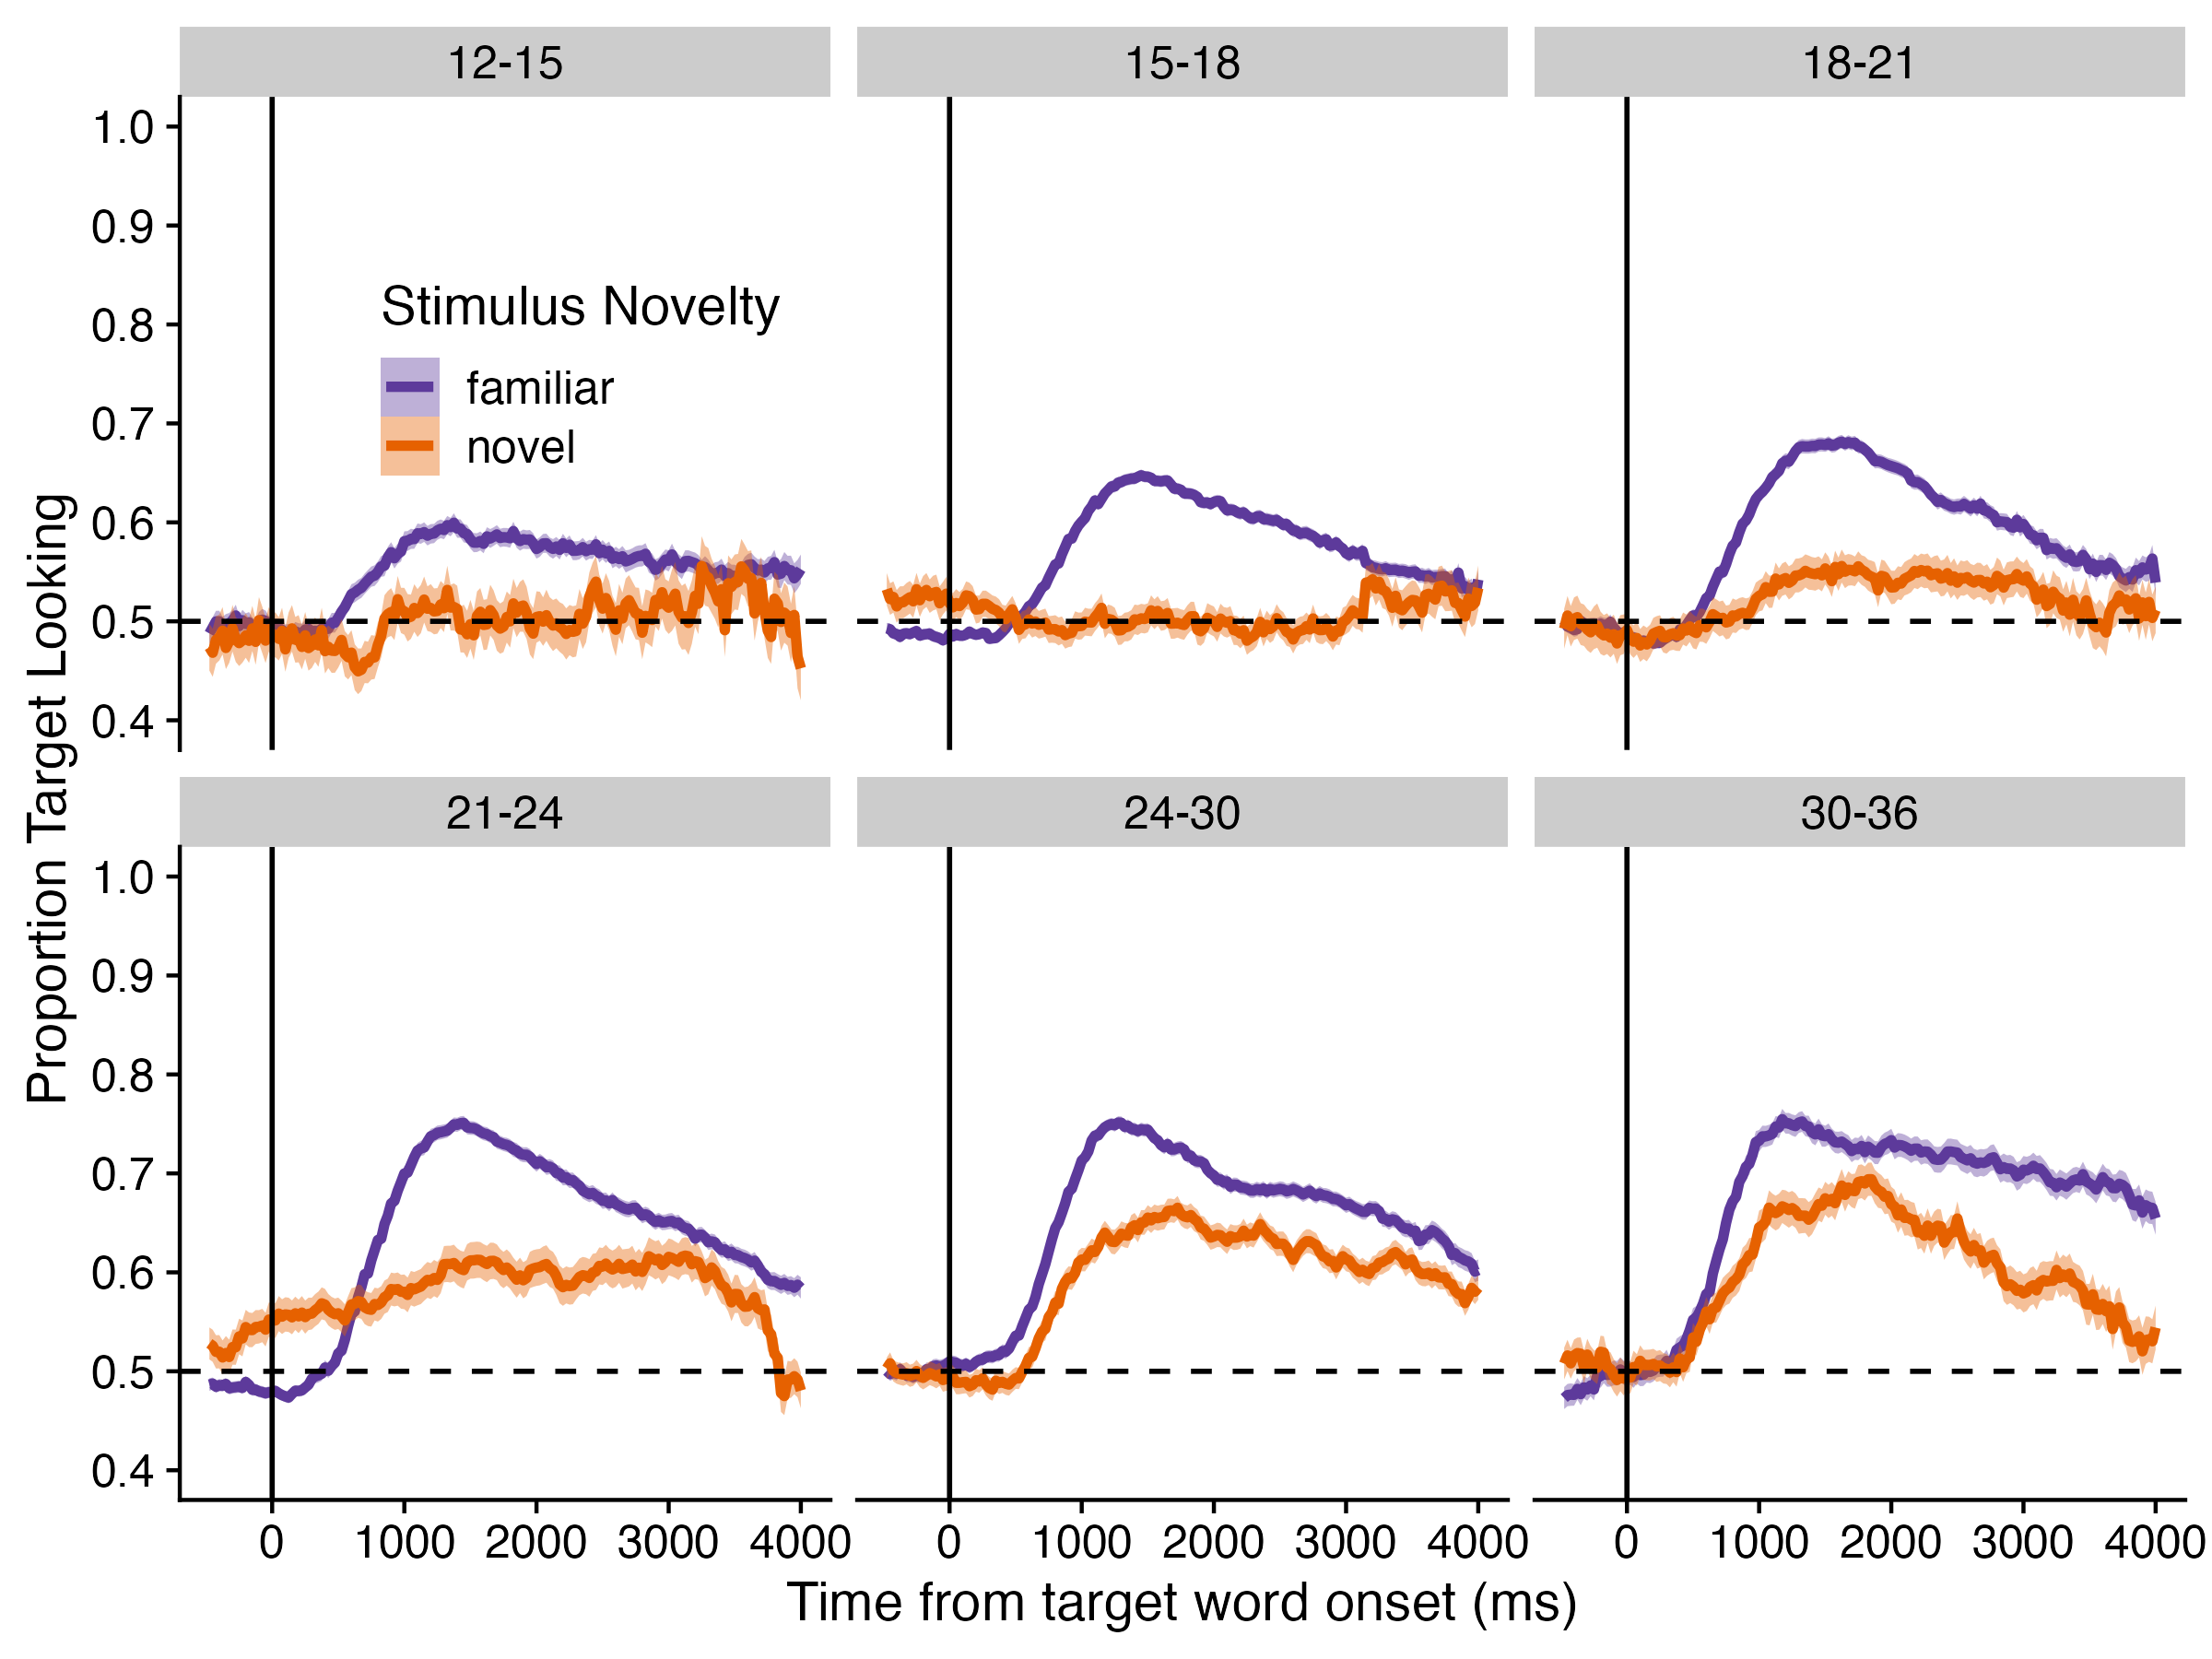 12-15
15-18
18-21
1.0
0.9
0.8
0.7
0.6
0.5
0.4
Stimulus Novelty
familiar
novel
Proportion Target Looking
21-24
24-30
30-36
1.0
0.9
0.8
0.7
0.6
0.5
0.4
0 1000 2000 3000 4000
0 1000 2000 3000 4000
0 1000 2000 3000 4000
Time from target word onset (ms)